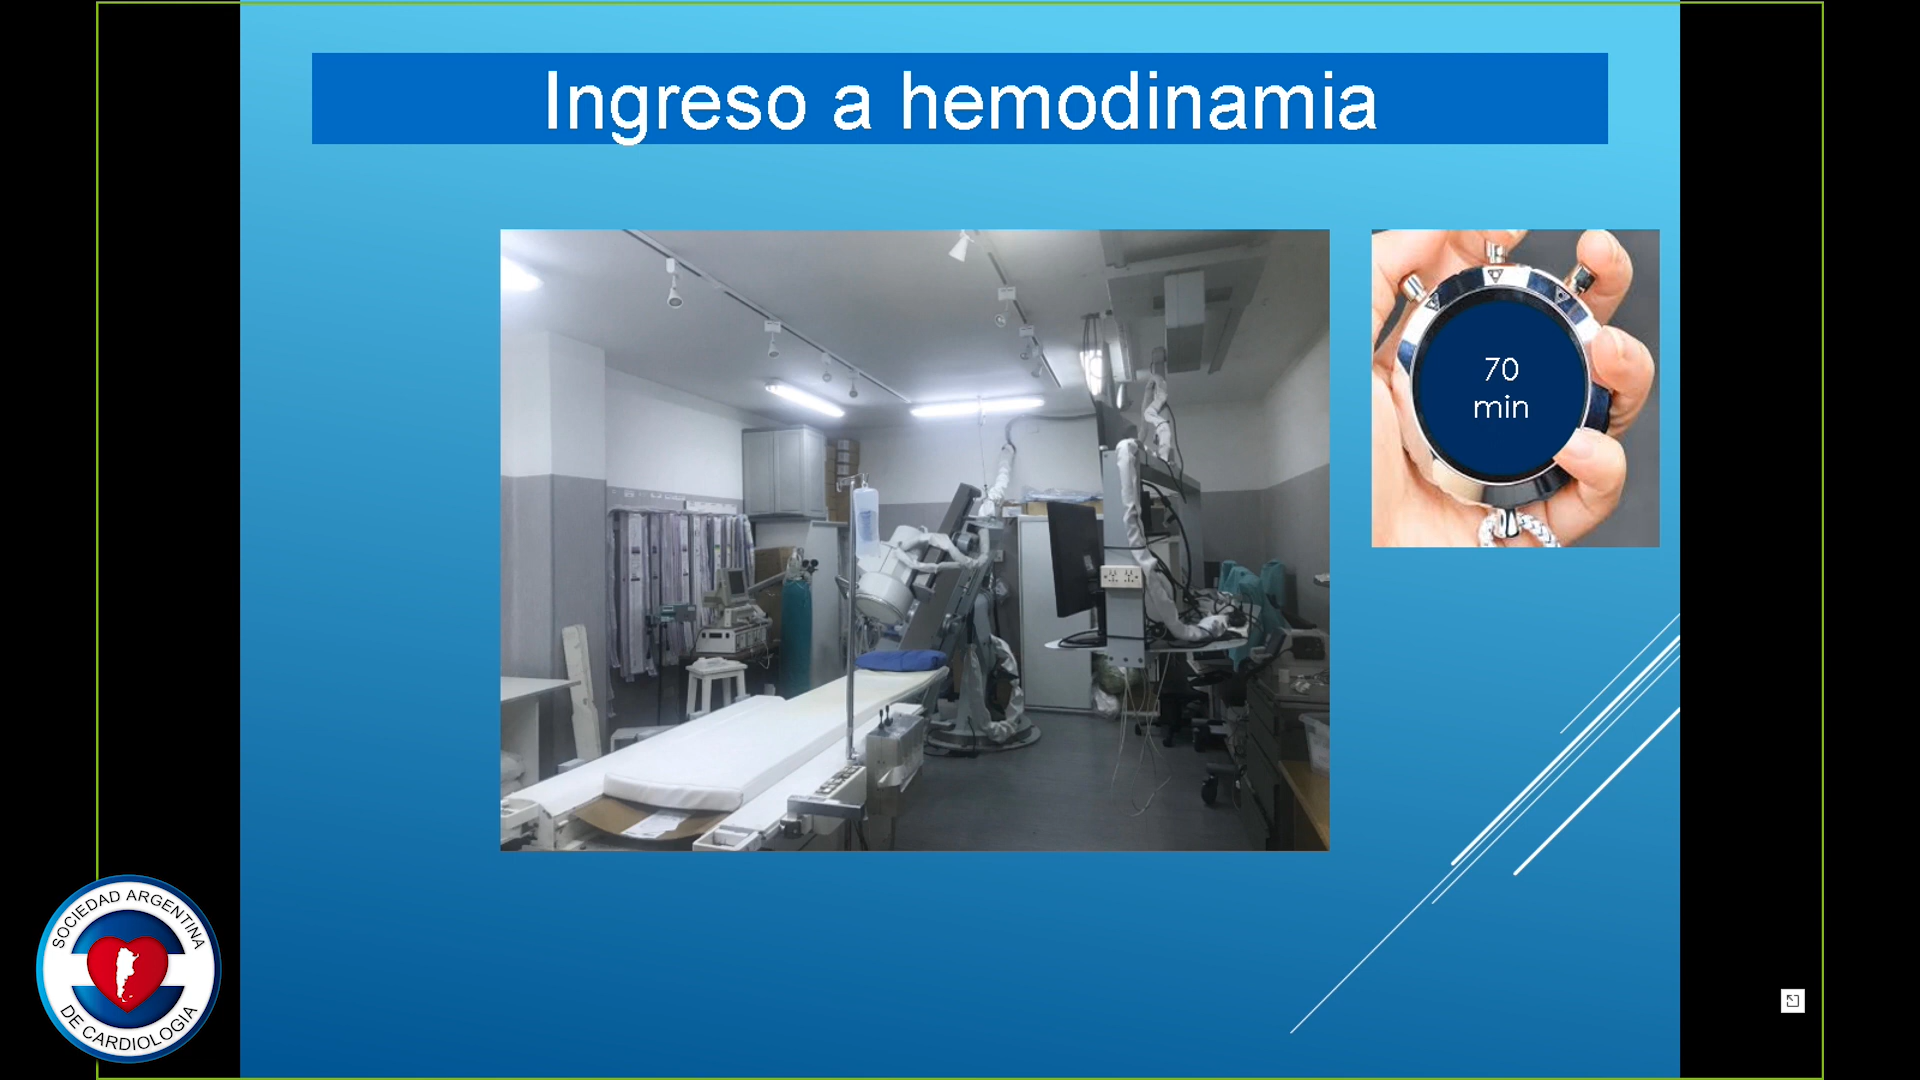 Ingreso a hemodinamia
70
min
SOCIEDAD ARGENTINA
DE CARDIOLOGIA